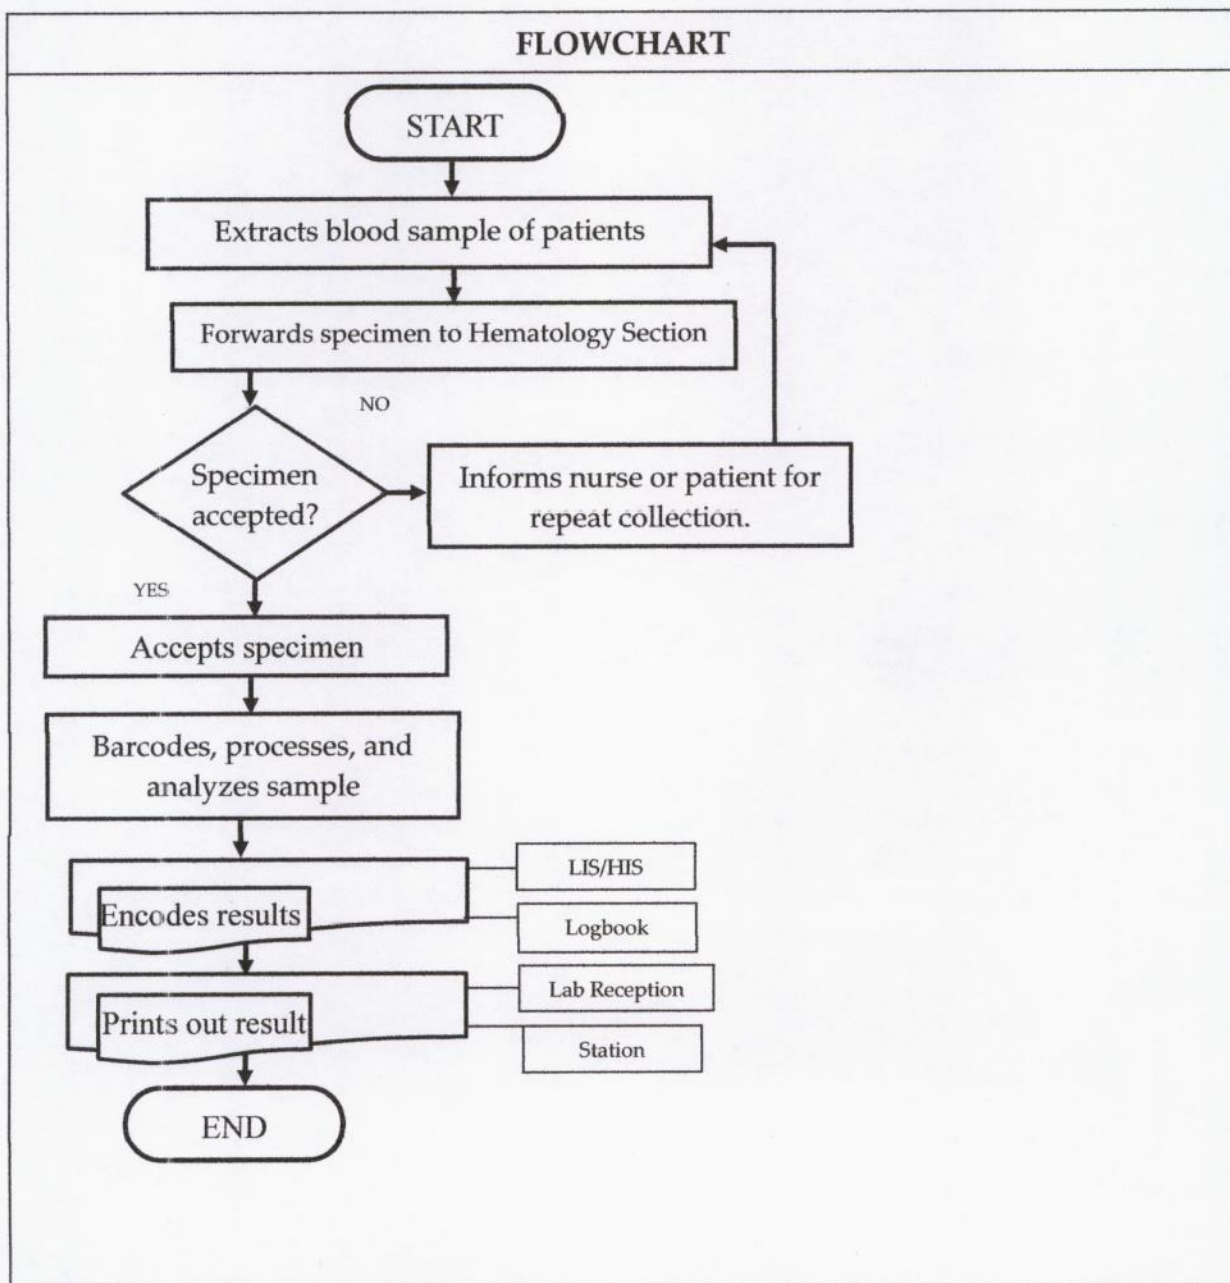 FLOWCHART
START
Extracts blood sample of patients
Forwards specimen to Hematology Section
NO
Specimen
accepted?
Informs nurse or patient for
repeat collection.
YES
Accepts specimen
Barcodes, processes, and
analyzes sample
LIS/HIS
Encodes results
Logbook
Lab Reception
Prints out result
Station
END